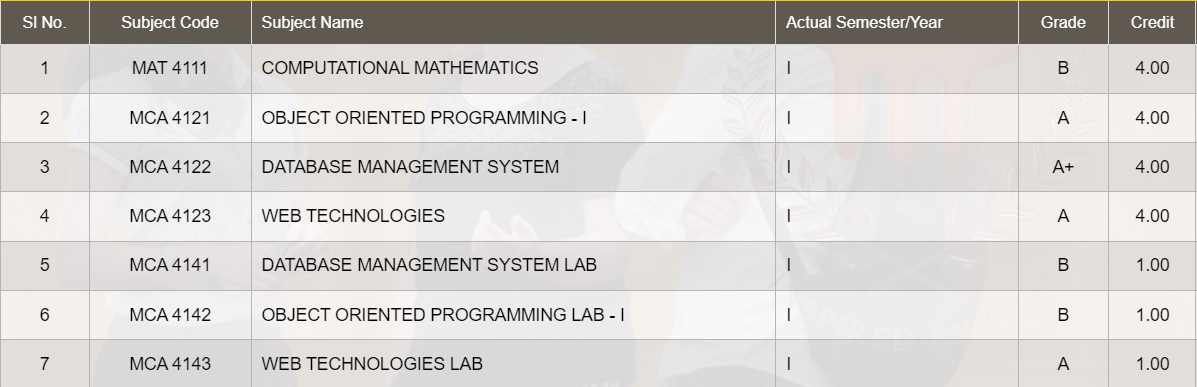 Sl No. Subject Code Subject Name Actual Semester/Year Grade Credit
1 MAT 4111 COMPUTATIONAL MATHEMATICS I B 4.00
2 MCA 4121 OBJECT ORIENTED PROGRAMMING - I I A 4.00
3 MCA 4122 DATABASE MANAGEMENT SYSTEM I A+ 4.00
4 MCA 4123 WEB TECHNOLOGIES I A 4.00
5 MCA 4141 DATABASE MANAGEMENT SYSTEM LAB I B 1.00
6 MCA 4142 OBJECT ORIENTED PROGRAMMING LAB - I I B 1.00
7 MCA 4143 WEB TECHNOLOGIES LAB I A 1.00